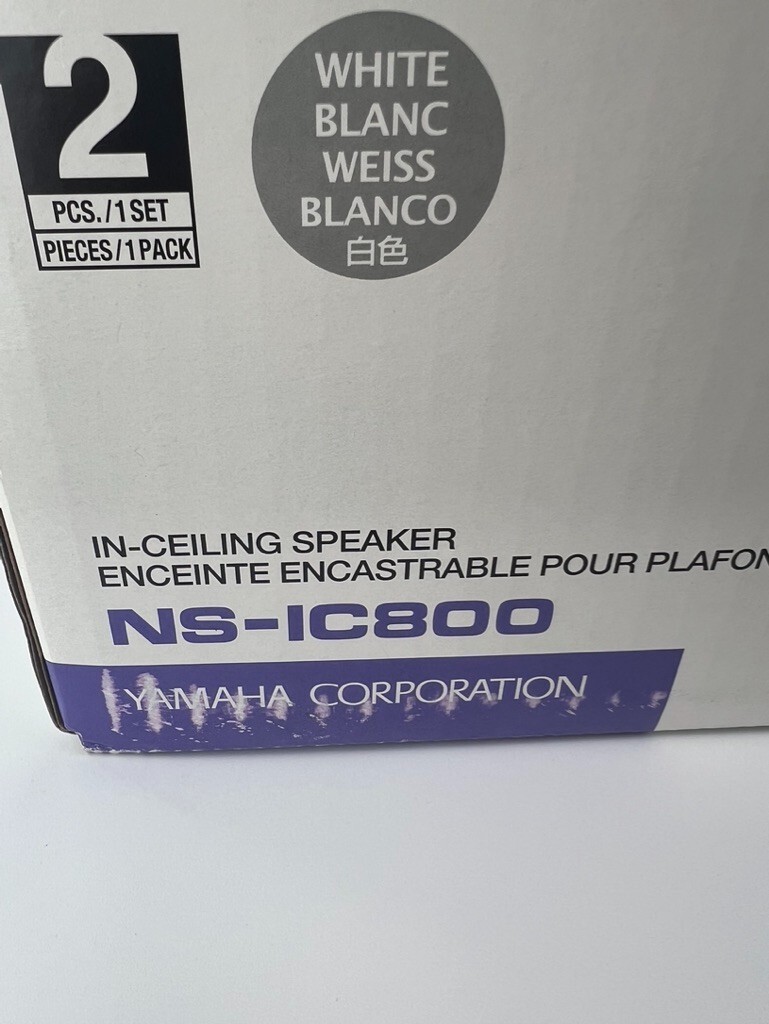 2
PCS./1 SET
PIECES/1 PACK
WHITE
BLANC
WEISS
BLANCO
白色
IN-CEILING SPEAKER
ENCEINTE ENCASTRABLE POUR PLAFON
NS-IC800
YAMAHA CORPORATION